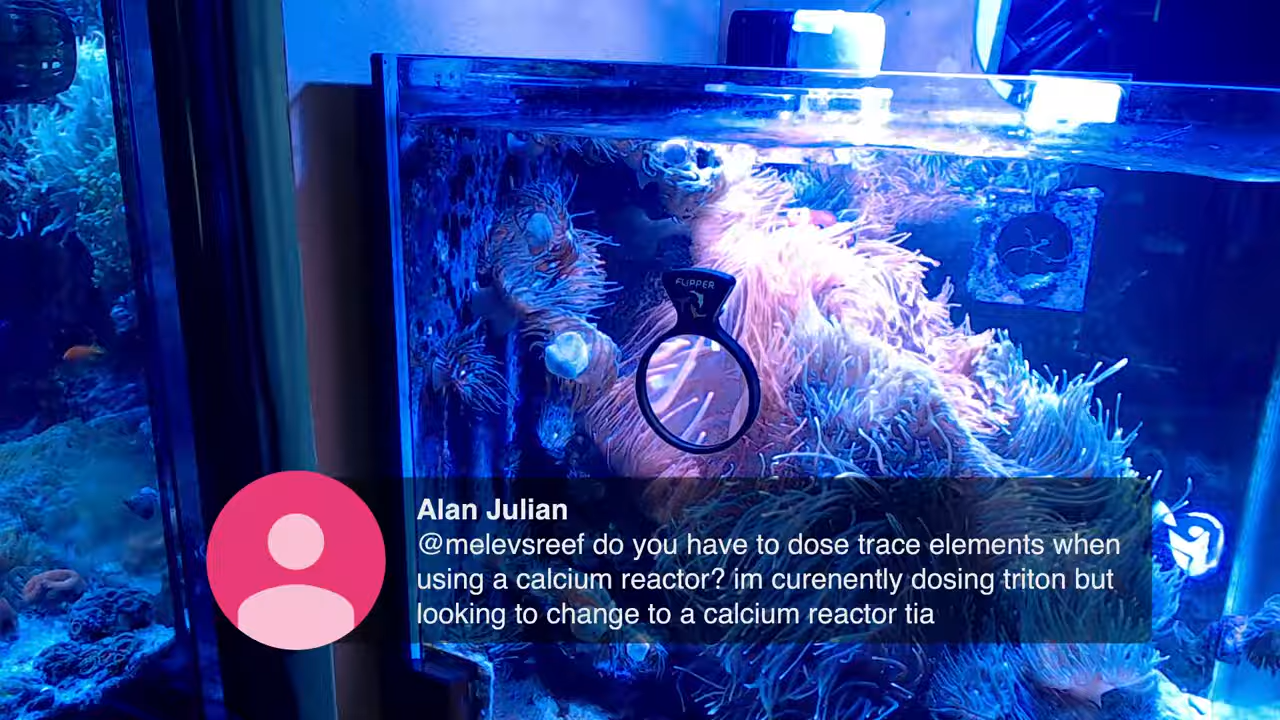 FLIPPER
Alan Julian
@melevsreef do you have to dose trace elements when
using a calcium reactor? im curenently dosing triton but
looking to change to a calcium reactor tia